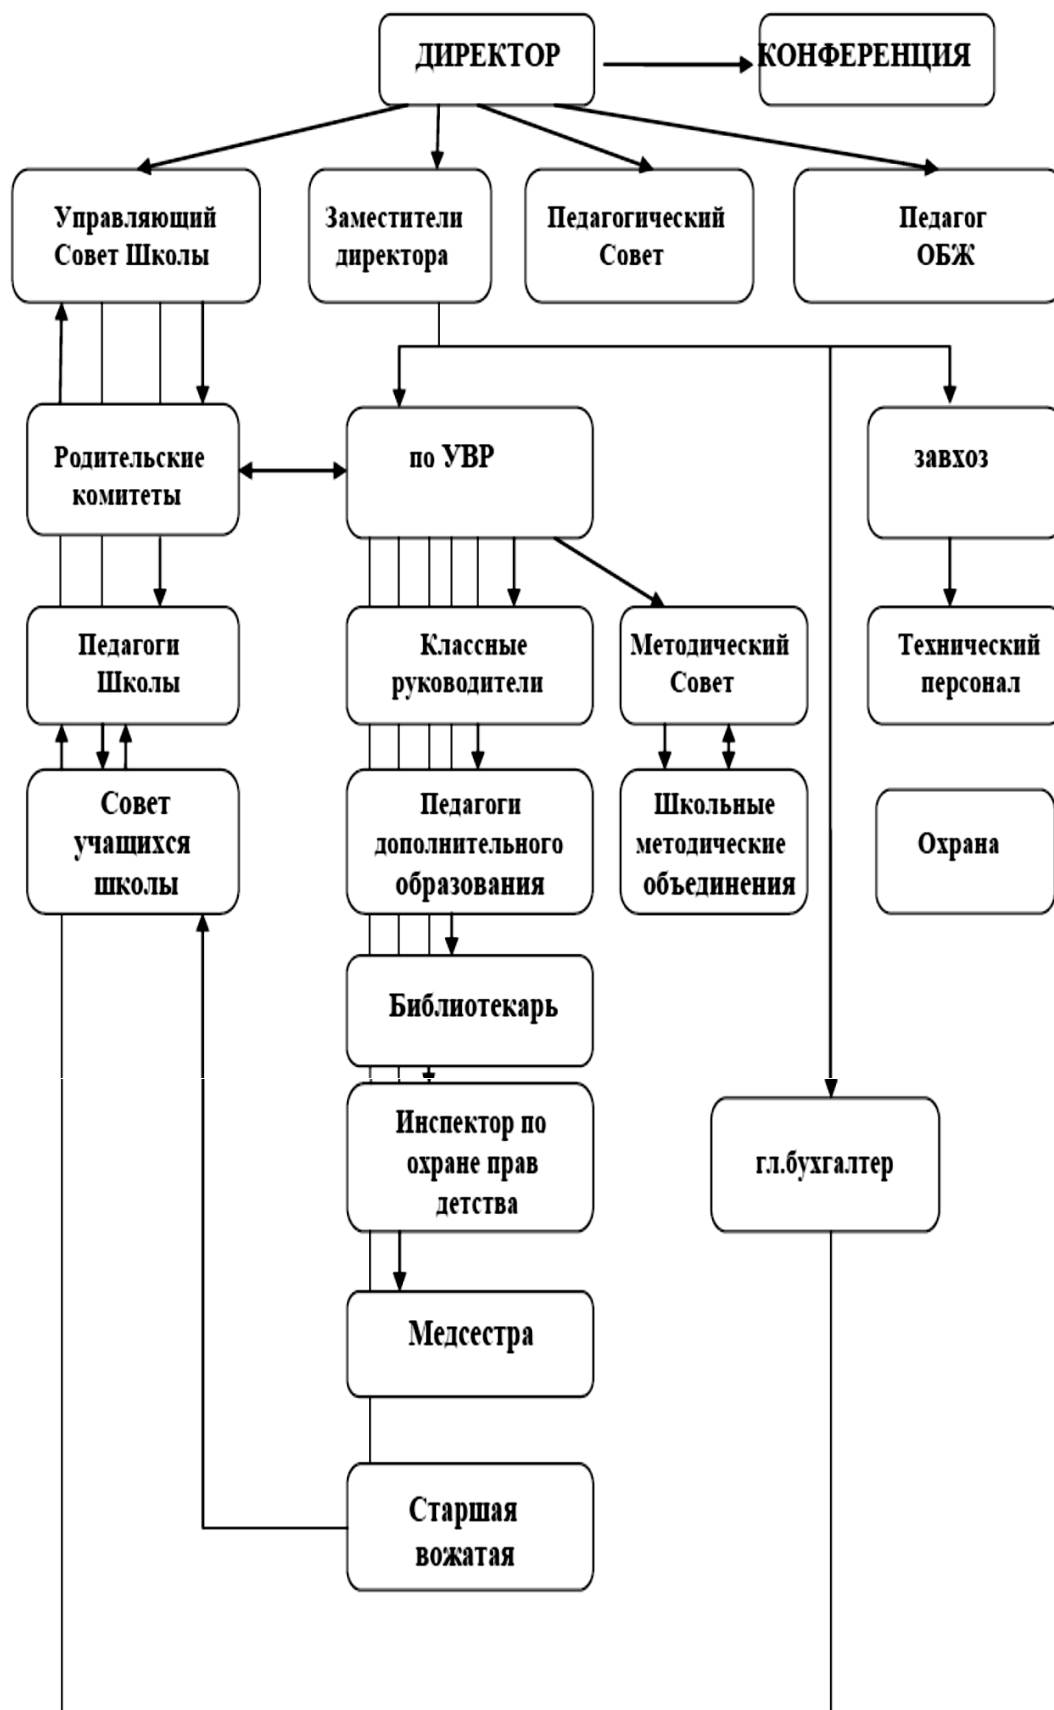 ДИРЕКТОР
КОНФЕРЕНЦИЯ
Управляющий
Совет Школы
Заместители
директора
Педагогический
Совет
Педагог
ОБЖ
Родительские
комитеты
по УВР
завхоз
Педагоги
Школы
Классные
руководители
Методический
Совет
Технический
персонал
Совет
учащихся
школы
Педагоги
дополнительного
образования
Школьные
методические
объединения
Охрана
Библиотекарь
Инспектор по
охране прав
детства
гл.бухгалтер
Медсестра
Старшая
вожатая